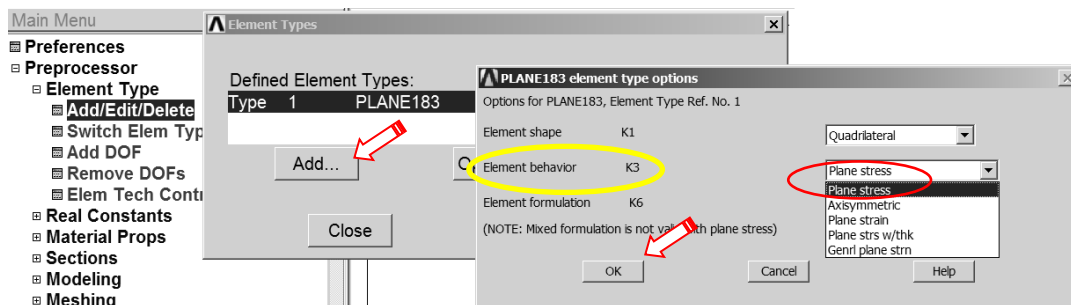 Main Menu
Preferences
Preprocessor
Element Type
Add/Edit/Delete
Switch Elem Typ
Add DOF
Remove DOFs
Elem Tech Contr
Real Constants
Material Props
Sections
Modeling
Meshing
Element Types
Defined Element Types:
Type 1 PLANE183
Add...
Close
PLANE183 element type options
Options for PLANE183, Element Type Ref. No. 1
Element shape K1 Quadrilateral
Element behavior K3 Plane stress
Plane stress
Axisymmetric
Plane strain
Plane strs w/thk
Genrl plane strn
Element formulation K6
(NOTE: Mixed formulation is not valid with plane stress)
OK Cancel Help